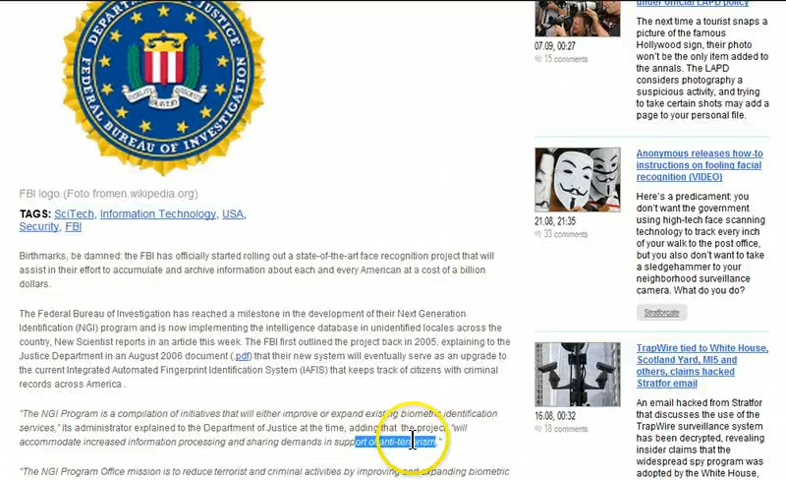 DEPARTMENT OF JUSTICE
FEDERAL BUREAU OF INVESTIGATION
FIDELITY BRAVERY INTEGRITY
FBI logo.(Foto fromen.wikipedia.org)
TAGS: SciTech, Information Technology, USA,
Security, FBI
Birthmarks, be damned: the FBI has officially started rolling out a state-of-the-art face recognition project that will
assist in their effort to accumulate and archive information about each and every American at a cost of a billion
dollars.
The Federal Bureau of Investigation has reached a milestone in the development of their Next Generation
Identification (NGI) program and is now implementing the intelligence database in unidentified locales across the
country, New Scientist reports in an article this week. The FBI first outlined the project back in 2005, explaining to the
Justice Department in an August 2006 document (.pdf) that their new system will eventually serve as an upgrade to
the current Integrated Automated Fingerprint Identification System (IAFIS) that keeps track of citizens with criminal
records across America .
"The NGI Program is a compilation of initiatives that will either improve or expand existing biometric identification
services," its administrator explained to the Department of Justice at the time, adding that the project, "will
accommodate increased information processing and sharing demands in support of anti-terrorism."
"The NGI Program Office mission is to reduce terrorist and criminal activities by improving and expanding biometric
under official LAPD policy
The next time a tourist snaps a
picture of the famous
Hollywood sign, their photo
won't be the only item added to
the annals. The LAPD
considers photography a
suspicious activity, and trying
to take certain shots may add a
page to your personal file.
07.09, 00:27
15 comments
Anonymous releases how-to
instructions on fooling facial
recognition (VIDEO)
Here's a predicament: you
don't want the government
using high-tech face scanning
technology to track every inch
of your walk to the post office,
but you also don't want to
take a sledgehammer to your
neighborhood surveillance
camera. What do you do?
21.08, 21:35
33 comments
Stratforgate
TrapWire tied to White House,
Scotland Yard, MI5 and
others, claims hacked
Stratfor email
An email hacked from Stratfor
that discusses the use of the
TrapWire surveillance system
has been decrypted, revealing
insider claims that the
widespread spy program was
adopted by the White House,
16.08, 00:32
18 comments